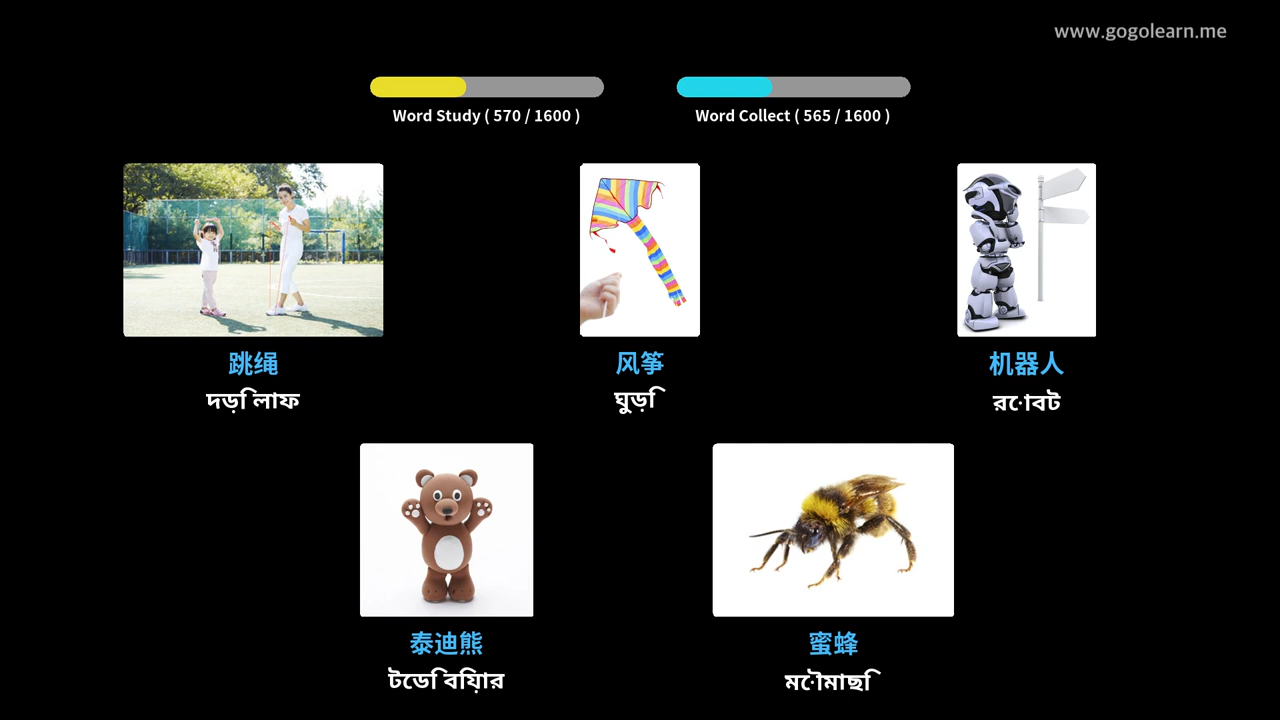 www.gogolearn.me
Word Study ( 570 / 1600 )
Word Collect ( 565 / 1600 )
跳绳
দড়ি লাফ
风筝
ঘুড়ি
机器人
রোবট
泰迪熊
টেডি বিয়ার
蜜蜂
মৌমাছি